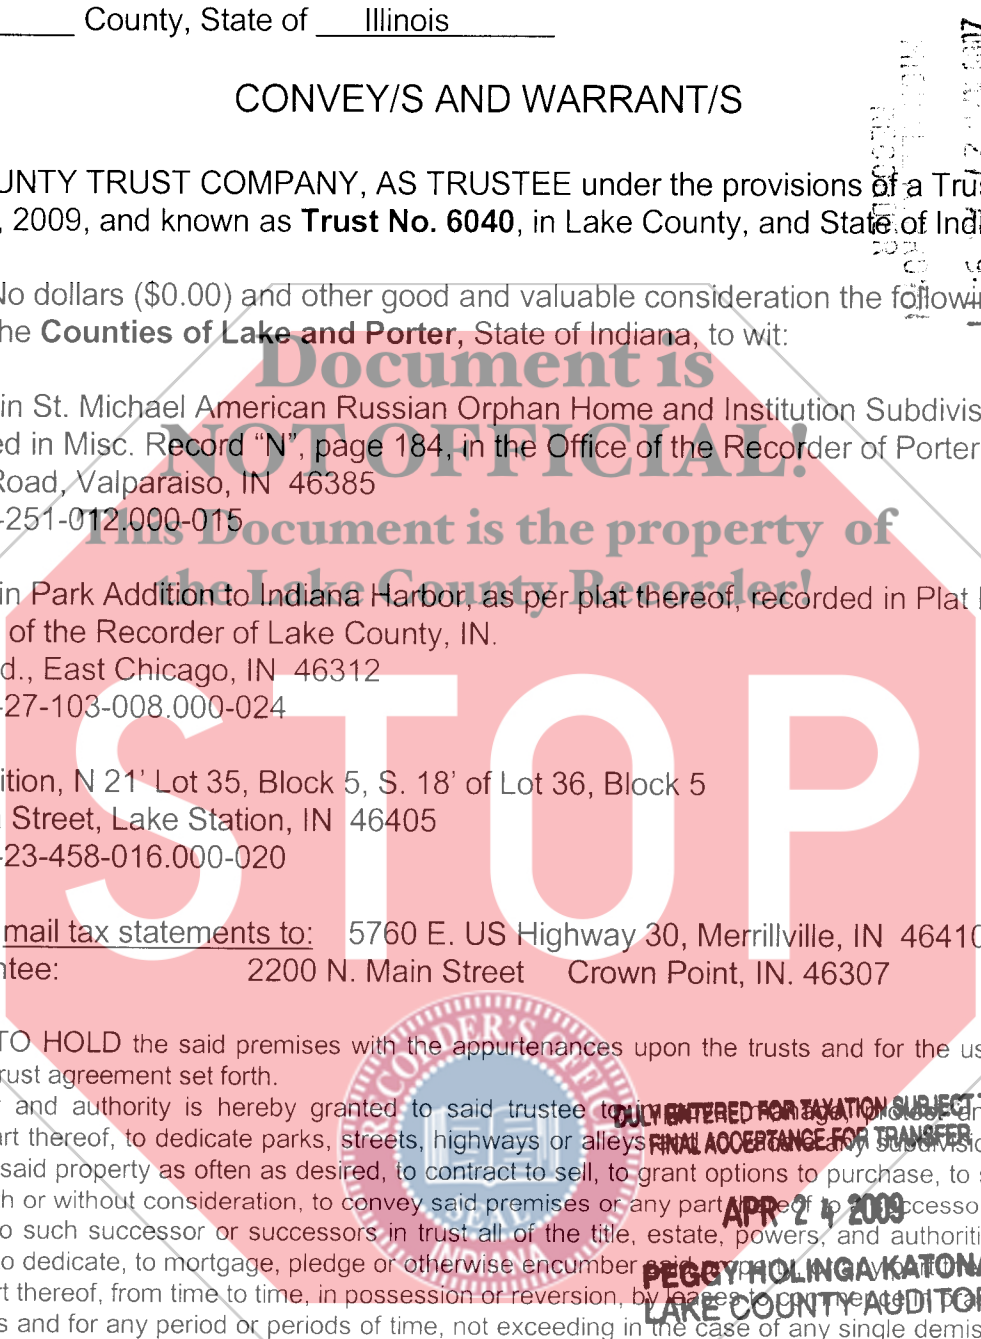 County, State of Illinois
CONVEY/S AND WARRANT/S
UNTY TRUST COMPANY, AS TRUSTEE under the provisions of a Tru
, 2009, and known as Trust No. 6040, in Lake County, and State of Indi
No dollars ($0.00) and other good and valuable consideration the followi
he Counties of Lake and Porter, State of Indiana, to wit:
Document is
in St. Michael American Russian Orphan Home and Institution Subdivis
ed in Misc. Record “N”, page 184, in the Office of the Recorder of Porter
NOT OFFICIAL!
Road, Valparaiso, IN 46385
-251-012.000-015
This Document is the property of
the Lake County Recorder!
in Park Addition to Indiana Harbor, as per plat thereof, recorded in Plat
of the Recorder of Lake County, IN.
d., East Chicago, IN 46312
-27-103-008.000-024
STOP
ition, N 21' Lot 35, Block 5, S. 18' of Lot 36, Block 5
Street, Lake Station, IN 46405
-23-458-016.000-020
mail tax statements to: 5760 E. US Highway 30, Merrillville, IN 46410
ntee: 2200 N. Main Street Crown Point, IN. 46307
TO HOLD the said premises with the appurtenances upon the trusts and for the us
rust agreement set forth.
and authority is hereby granted to said trustee to
DULY ENTERED FOR TAXATION SUBJECT
art thereof, to dedicate parks, streets, highways or alleys
FINAL ACCEPTANCE FOR TRANSFER
said property as often as desired, to contract to sell, to grant options to purchase, to
h or without consideration, to convey said premises or any part
APR 24 2009
o such successor or successors in trust all of the title, estate, powers, and authoriti
o dedicate, to mortgage, pledge or otherwise encumber
PEGGY HOLINGA KATONA
rt thereof, from time to time, in possession or reversion, by leases to
LAKE COUNTY AUDITOR
s and for any period or periods of time, not exceeding in the case of any single demis
RECORDER'S OFFICE
INDIANA
RECORDER